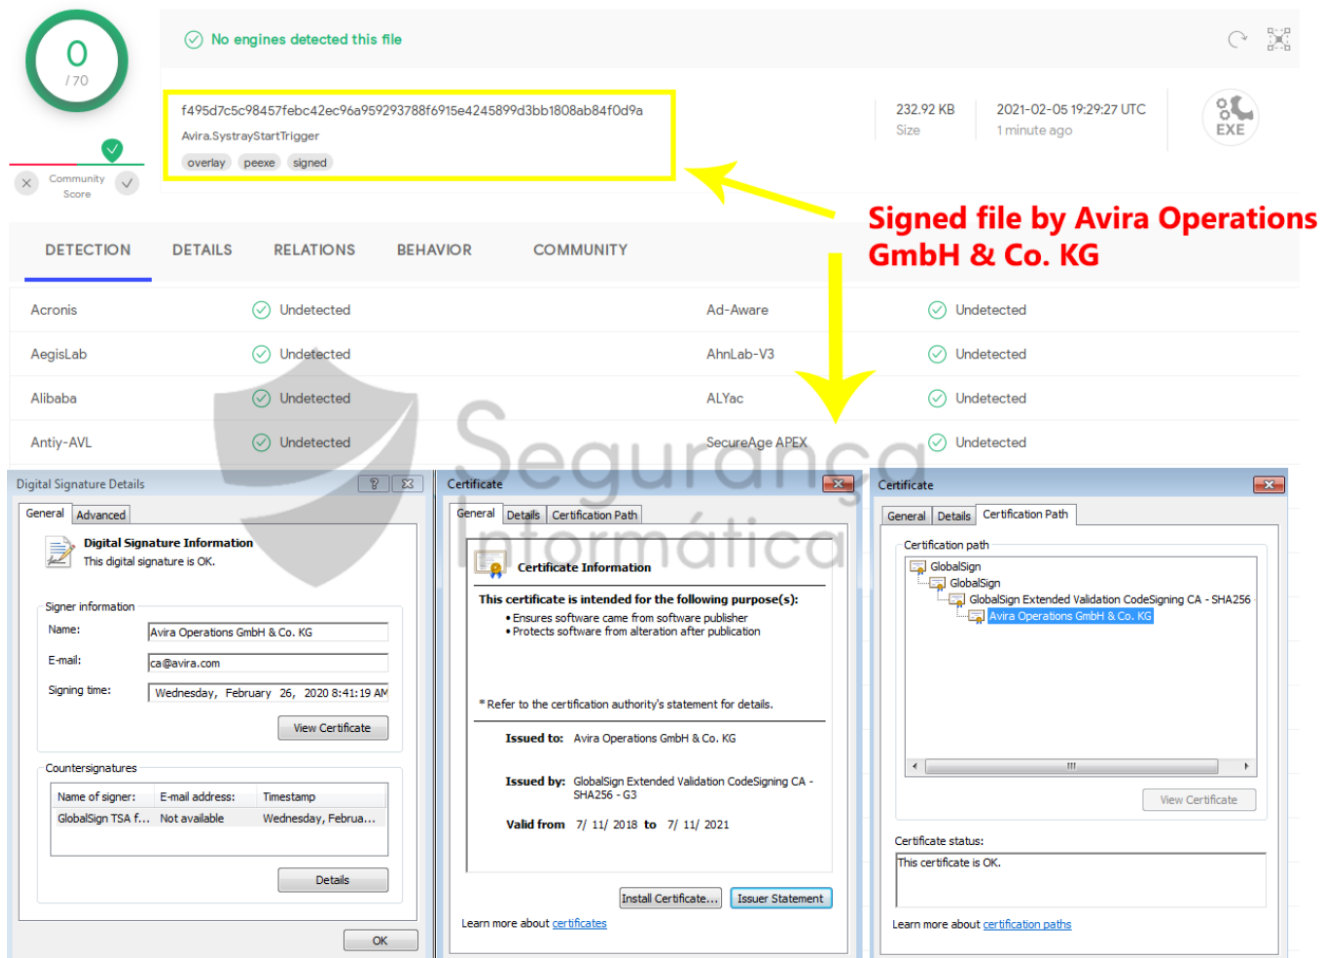 0
/ 70
Community
Score
No engines detected this file
f495d7c5c98457febc42ec96a959293788f6915e4245899d3bb1808ab84f0d9a
Avira.SystrayStartTrigger
overlay peexe signed
232.92 KB
Size
2021-02-05 19:29:27 UTC
1 minute ago
EXE
Signed file by Avira Operations
GmbH & Co. KG
DETECTION DETAILS RELATIONS BEHAVIOR COMMUNITY
Acronis Undetected Ad-Aware Undetected
AegisLab Undetected AhnLab-V3 Undetected
Alibaba Undetected ALYac Undetected
Antiy-AVL Undetected SecureAge APEX Undetected
Segurança
Informática
Digital Signature Details
General Advanced
Digital Signature Information
This digital signature is OK.
Signer information
Name: Avira Operations GmbH & Co. KG
E-mail: ca@avira.com
Signing time: Wednesday, February 26, 2020 8:41:19 AM
View Certificate
Countersignatures
Name of signer: E-mail address: Timestamp
GlobalSign TSA f... Not available Wednesday, Februa...
Details
OK
Certificate
General Details Certification Path
Certificate Information
This certificate is intended for the following purpose(s):
• Ensures software came from software publisher
• Protects software from alteration after publication
* Refer to the certification authority's statement for details.
Issued to: Avira Operations GmbH & Co. KG
Issued by: GlobalSign Extended Validation CodeSigning CA -
SHA256 - G3
Valid from 7/ 11/ 2018 to 7/ 11/ 2021
Install Certificate... Issuer Statement
Learn more about certificates
Certificate
General Details Certification Path
Certification path
GlobalSign
GlobalSign
GlobalSign Extended Validation CodeSigning CA - SHA256
Avira Operations GmbH & Co. KG
View Certificate
Certificate status:
This certificate is OK.
Learn more about certification paths